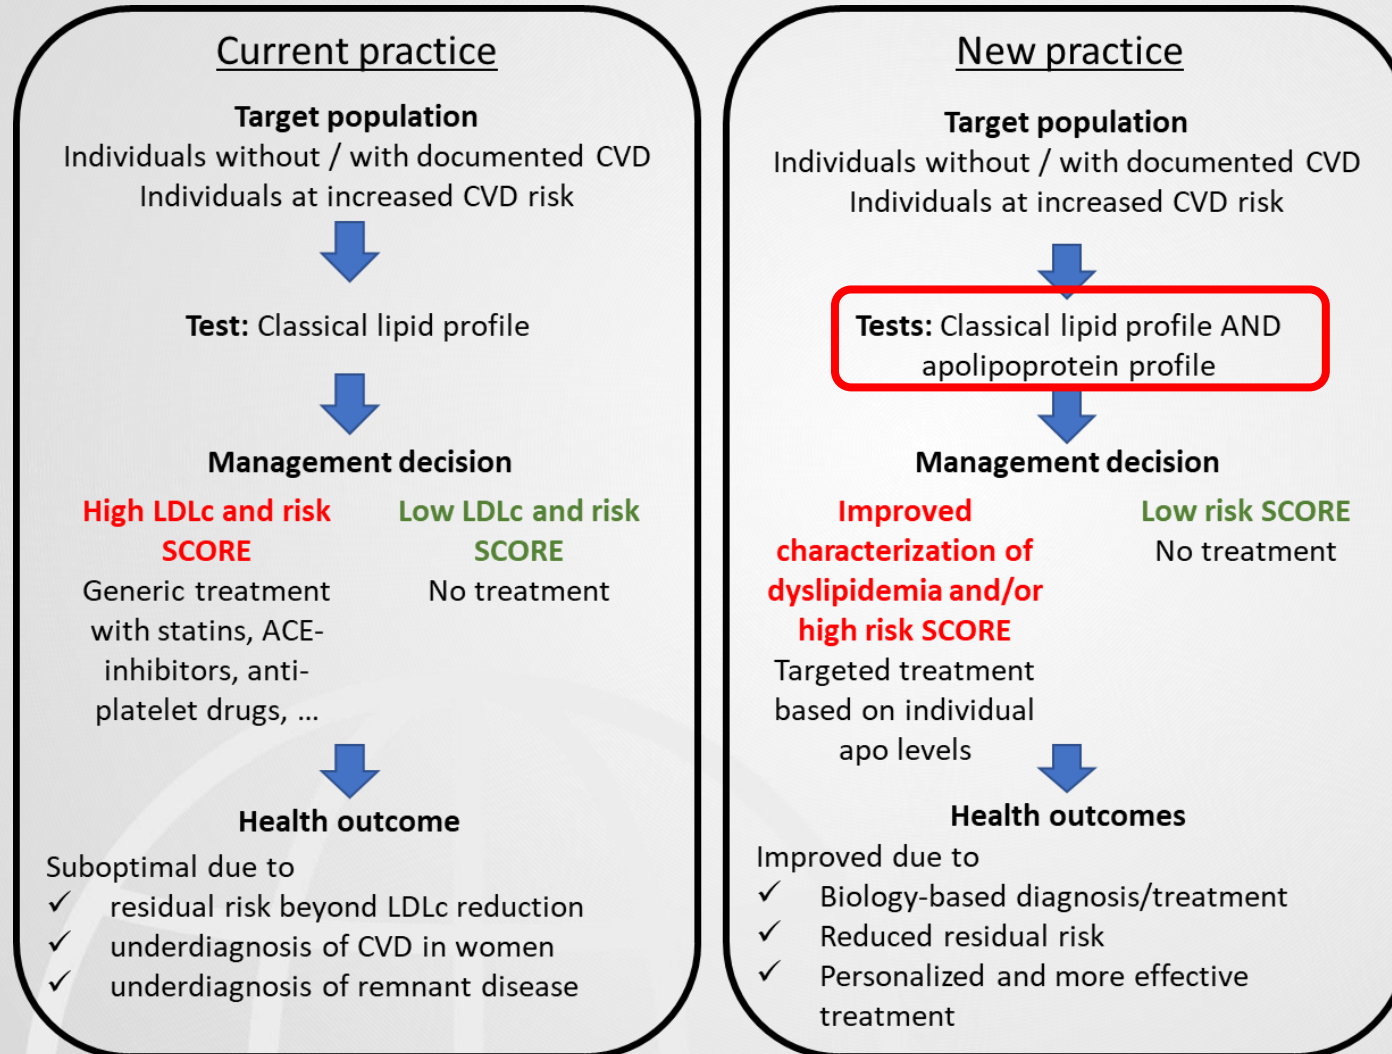 Current practice
Target population
Individuals without / with documented CVD
Individuals at increased CVD risk
Test: Classical lipid profile
Management decision
High LDLc and risk
SCORE
Generic treatment
with statins, ACE-
inhibitors, anti-
platelet drugs, ...
Low LDLc and risk
SCORE
No treatment
Health outcome
Suboptimal due to
✓ residual risk beyond LDLc reduction
✓ underdiagnosis of CVD in women
✓ underdiagnosis of remnant disease
New practice
Target population
Individuals without / with documented CVD
Individuals at increased CVD risk
Tests: Classical lipid profile AND
apolipoprotein profile
Management decision
Improved
characterization of
dyslipidemia and/or
high risk SCORE
Targeted treatment
based on individual
apo levels
Low risk SCORE
No treatment
Health outcomes
Improved due to
✓ Biology-based diagnosis/treatment
✓ Reduced residual risk
✓ Personalized and more effective
treatment